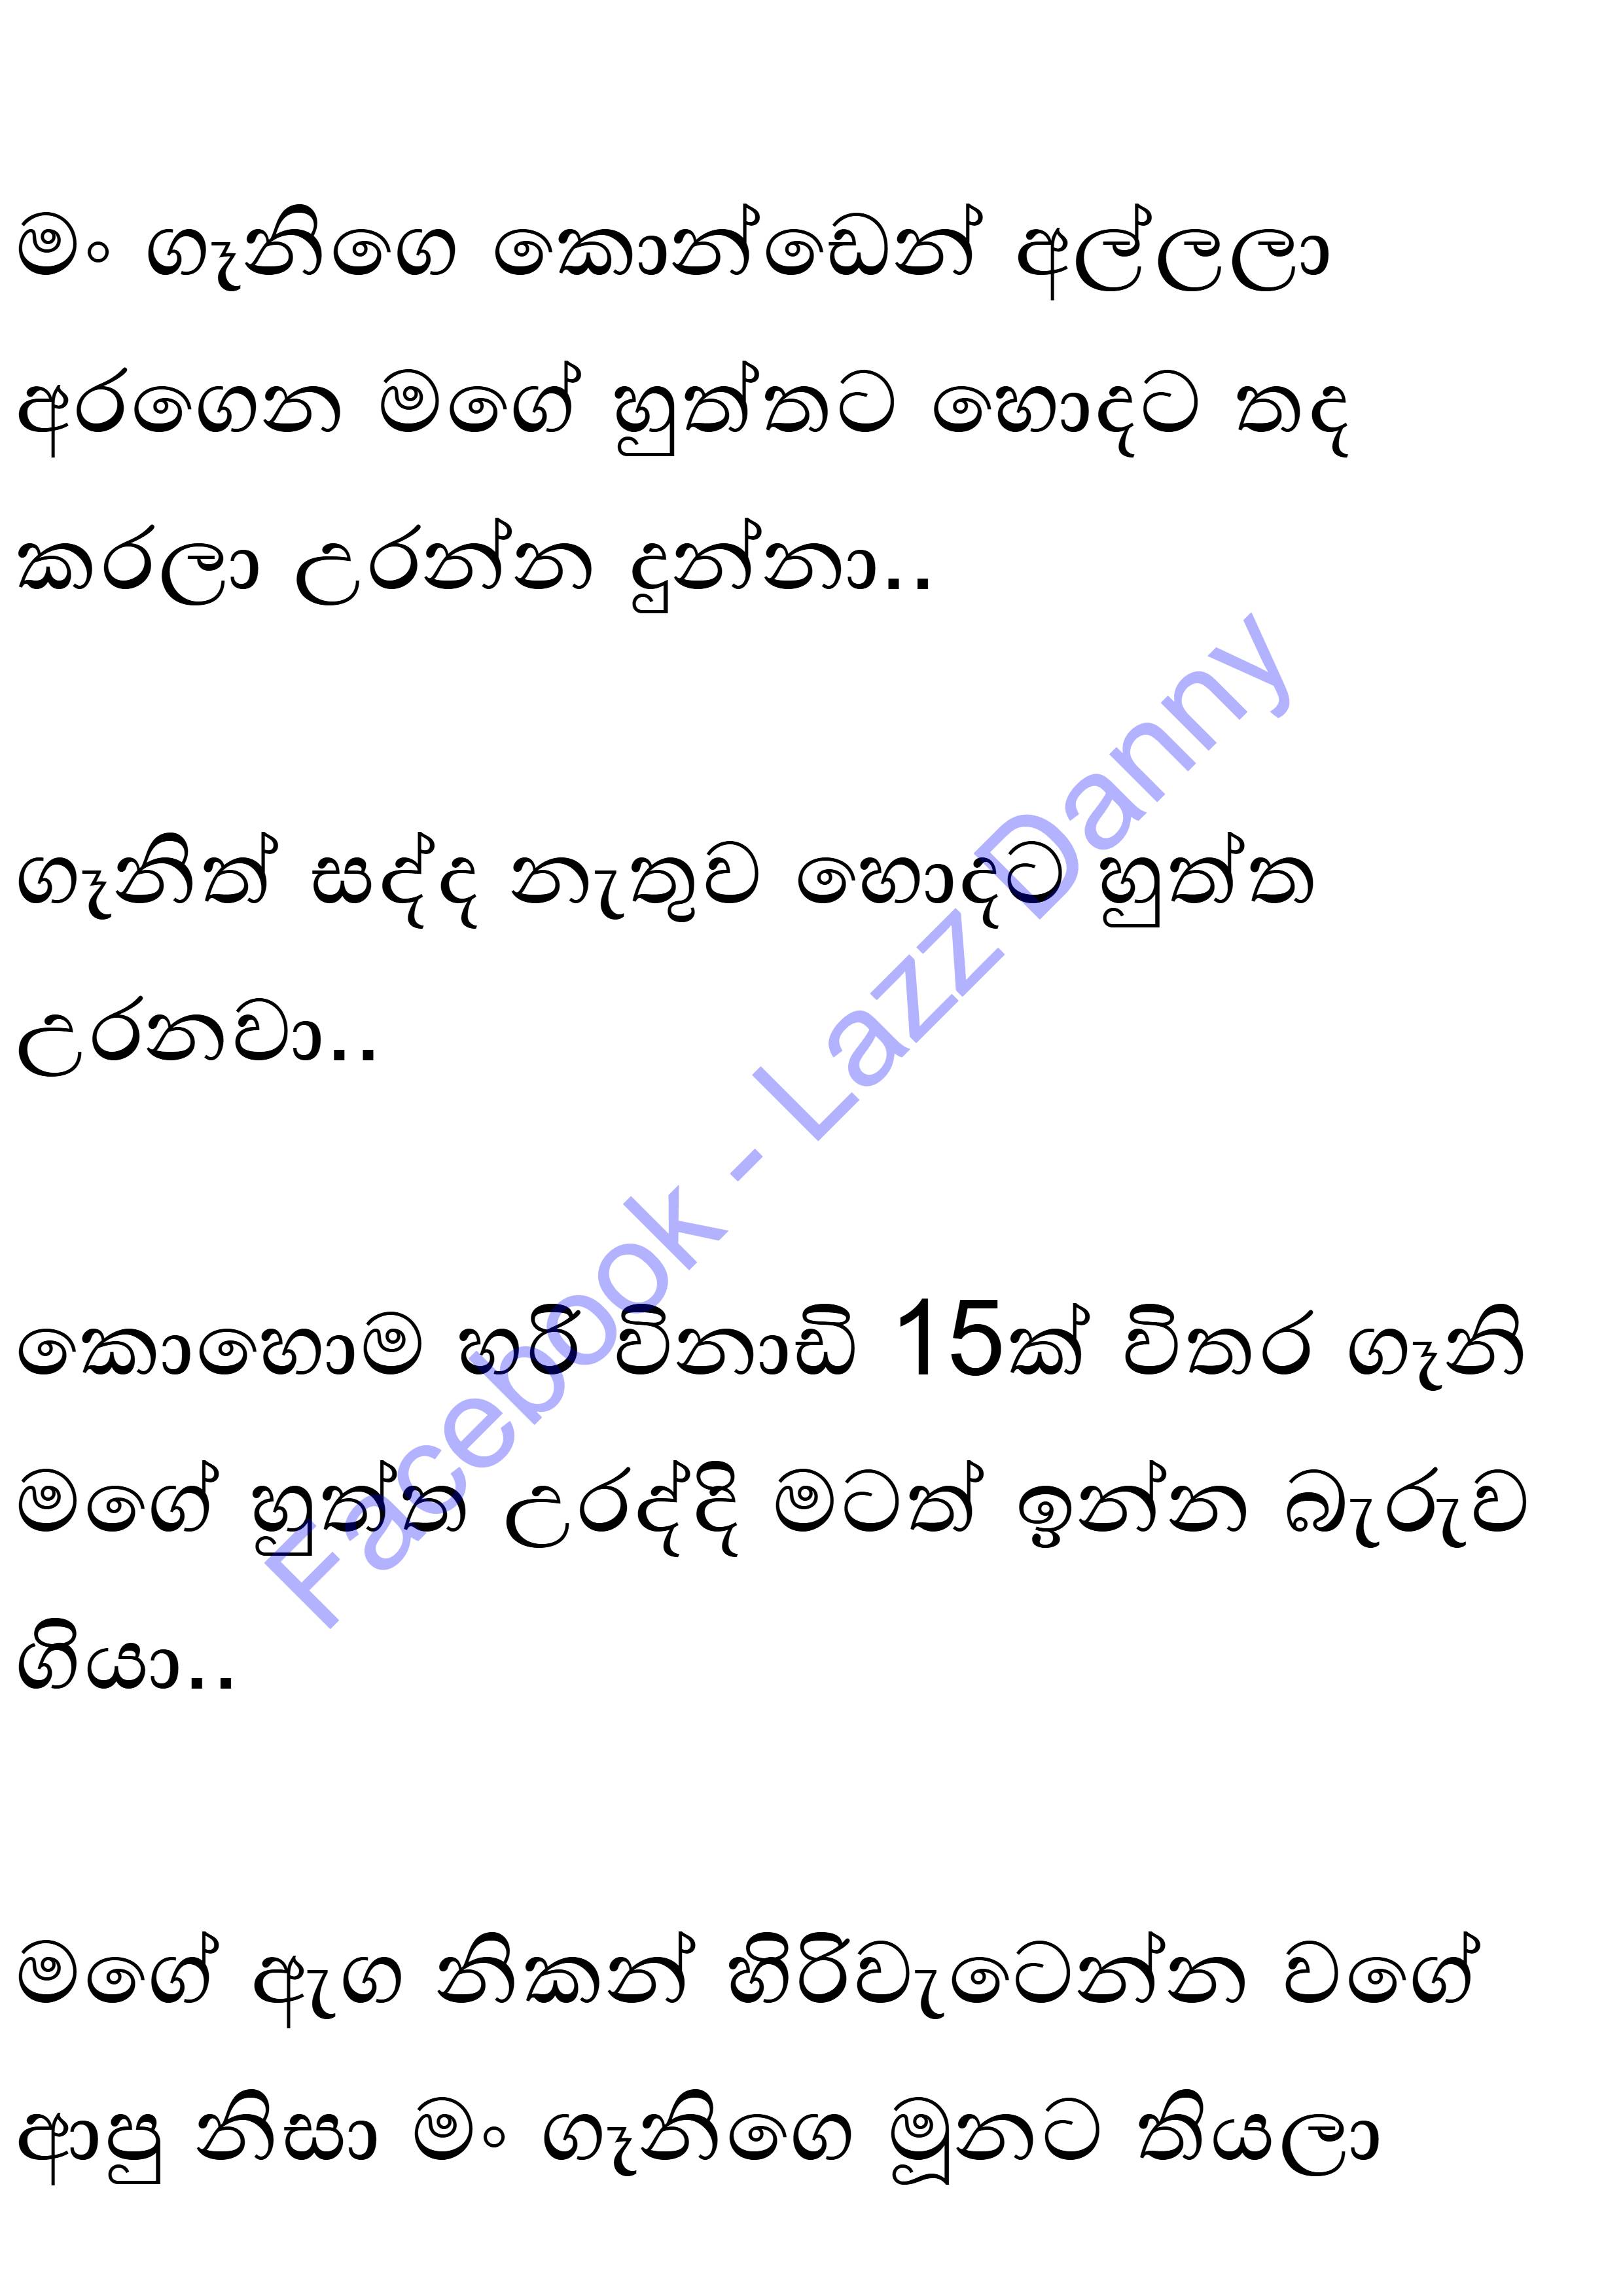 මං ගෑනිගෙ කොන්ඩෙන් අල්ලලා
අරගෙන මගේ හුත්තට හොදට තද
කරලා උරන්න දුන්නා..
ගෑනිත් සද්ද නැතුව හොදට හුත්ත
උරනවා..
කොහොම හරි විනාඩි 15ක් විතර ගෑනි
මගේ හුත්ත උරද්දි මටත් ඉන්න බැරුව
ගියා..
මගේ ඇග නිකන් හිරිවැටෙන්න වගේ
ආපු නිසා මං ගෑනිගෙ මූනට තියලා
Facebook - Lazz Danny